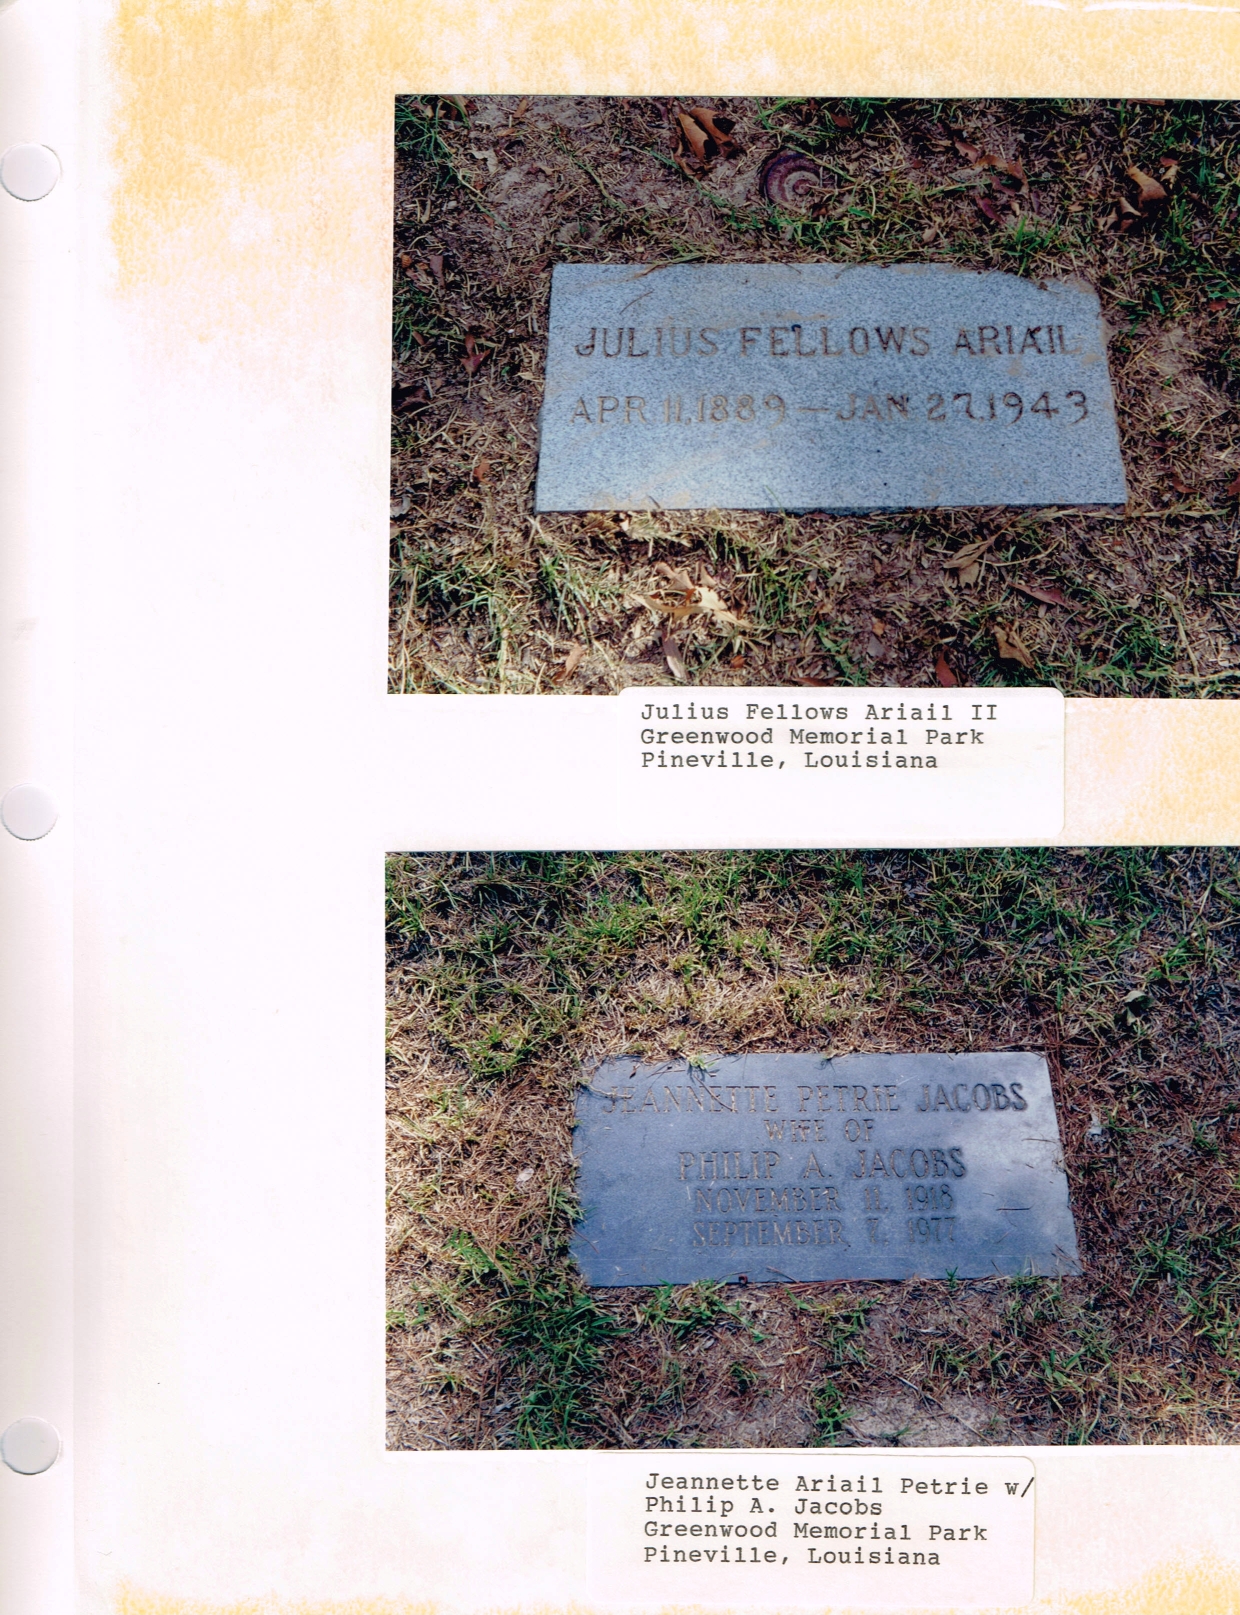 JULIUS FELLOWS ARIAIL
APR 11, 1889 — JAN 27, 1943
Julius Fellows Ariail II
Greenwood Memorial Park
Pineville, Louisiana
JEANNETTE PETRIE JACOBS
WIFE OF
PHILIP A. JACOBS
NOVEMBER 11, 1918
SEPTEMBER 1977
Jeannette Ariail Petrie w/
Philip A. Jacobs
Greenwood Memorial Park
Pineville, Louisiana